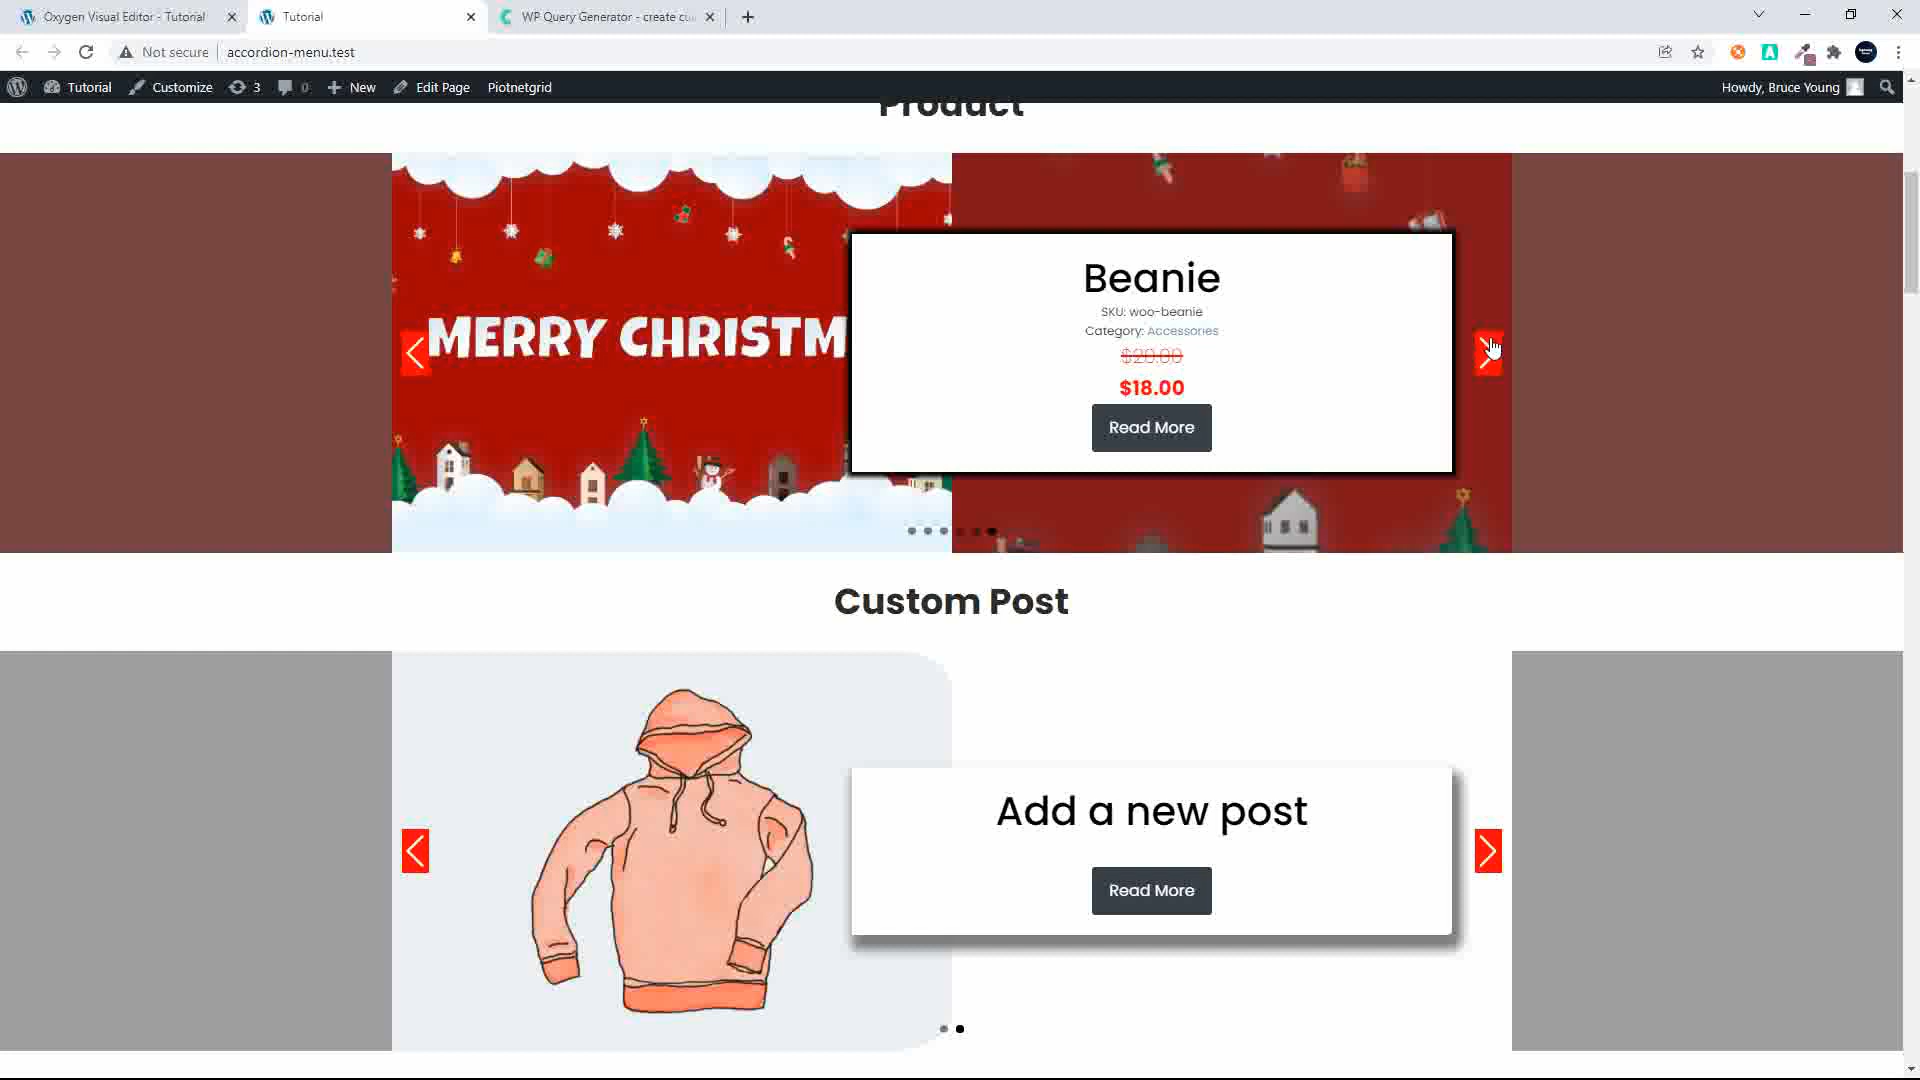 Oxygen Visual Editor - Tutorial
Tutorial
WP Query Generator - create cu
Not secure
accordion-menu.test
Tutorial
Customize
3
0
New
Edit Page
Piotnetgrid
Howdy, Bruce Young
Product
MERRY CHRISTM
Beanie
SKU: woo-beanie
Category: Accessories
$20.00
$18.00
Read More
Custom Post
Add a new post
Read More